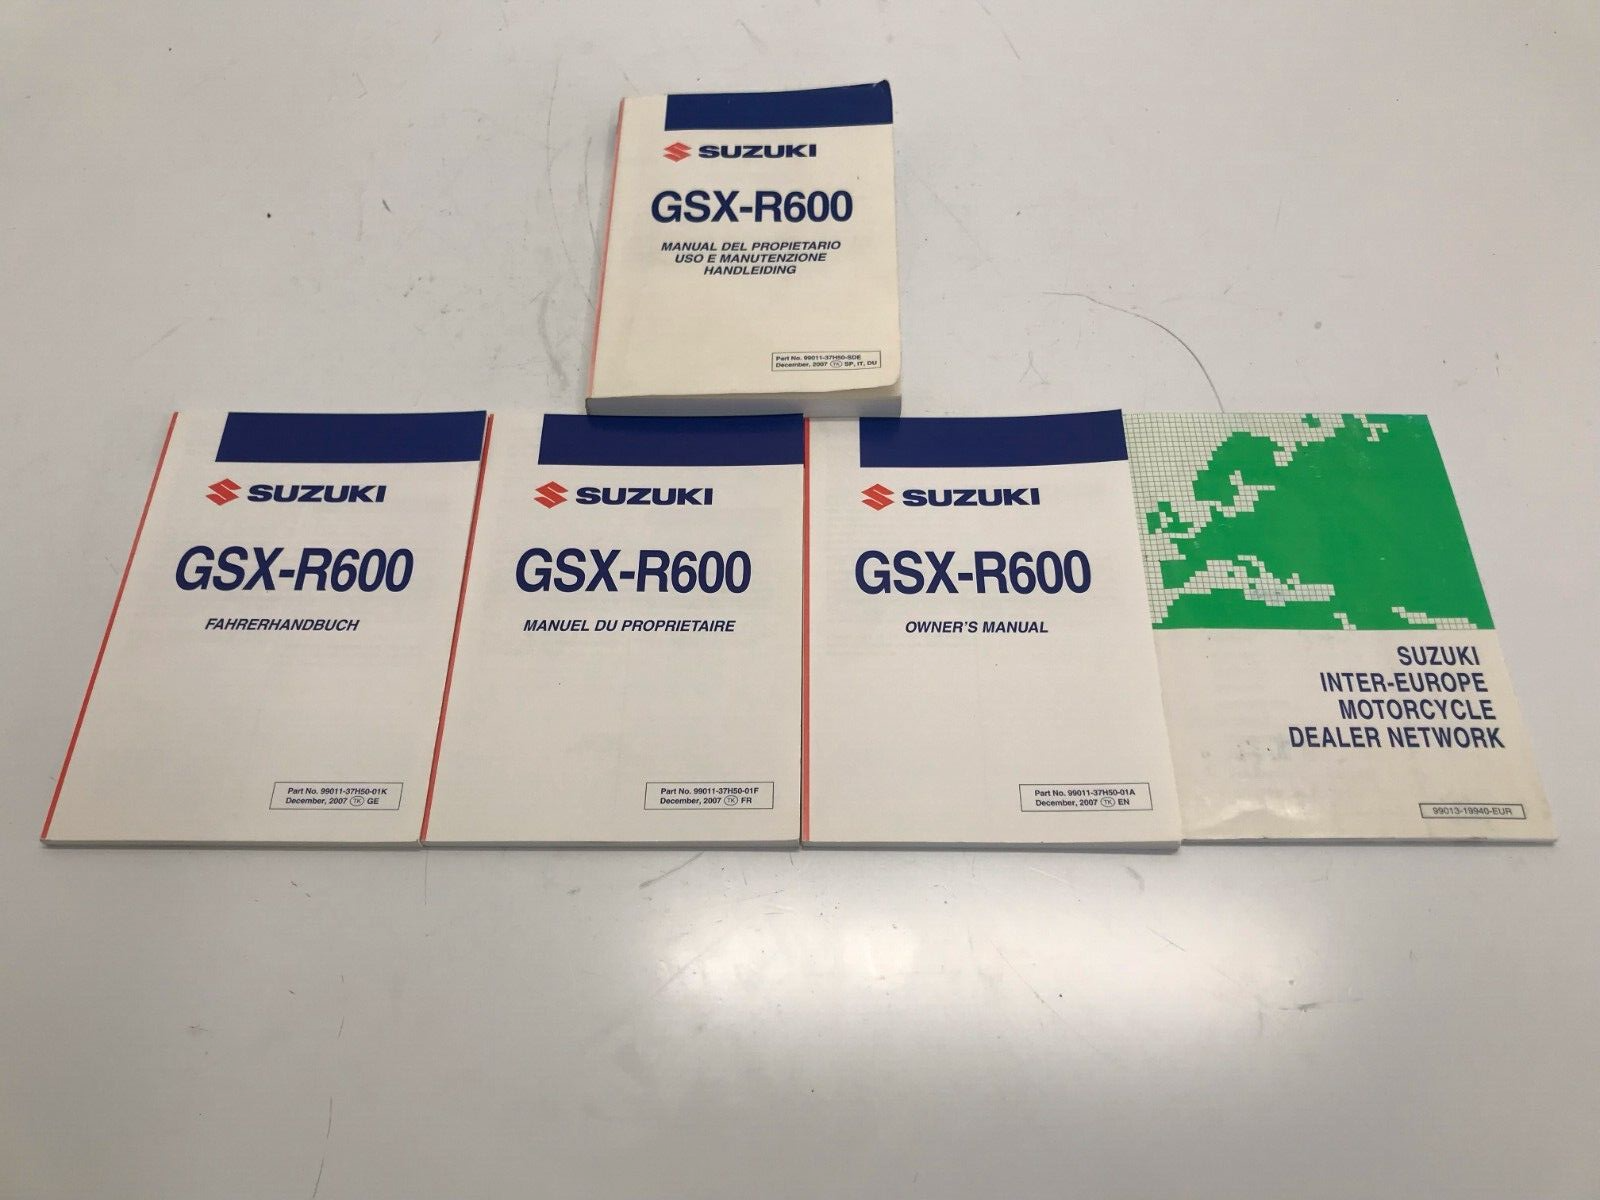 SUZUKI
GSX-R600
MANUAL DEL PROPIETARIO
USO E MANUTENZIONE
HANDLEIDING
Part No. 99011-37H50-SDE
December, 2007 TK SP, IT, DU
SUZUKI
GSX-R600
FAHRERHANDBUCH
Part No. 99011-37H50-01K
December, 2007 TK GE
SUZUKI
GSX-R600
MANUEL DU PROPRIETAIRE
Part No. 99011-37H50-01F
December, 2007 TK FR
SUZUKI
GSX-R600
OWNER'S MANUAL
Part No. 99011-37H50-01A
December, 2007 TK EN
SUZUKI
INTER-EUROPE
MOTORCYCLE
DEALER NETWORK
99013-19940-EUR